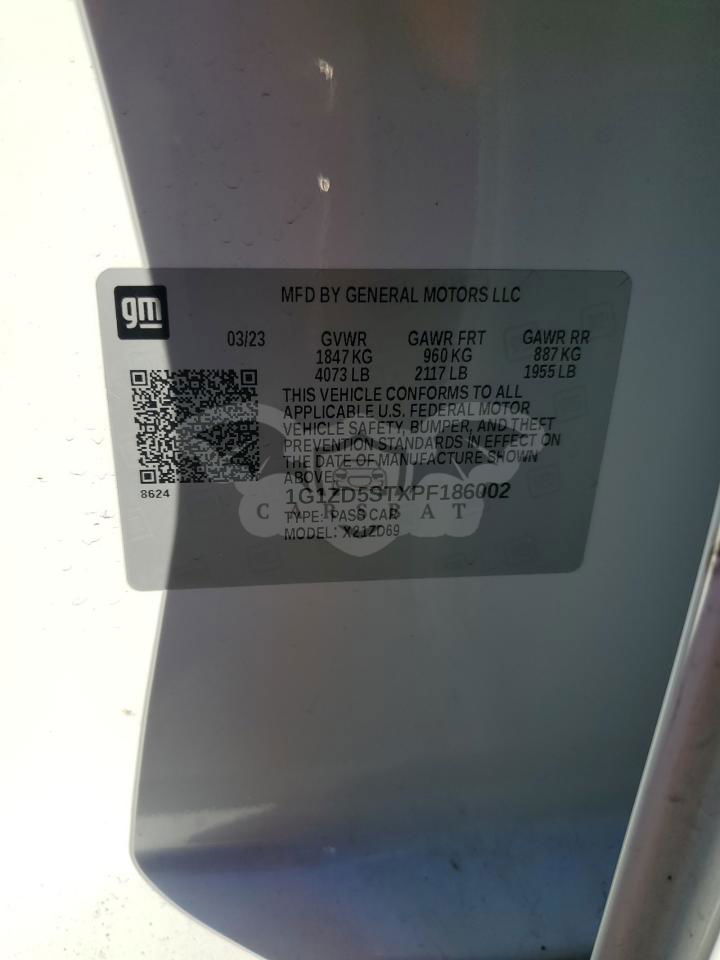 gm
MFD BY GENERAL MOTORS LLC
03/23 GVWR GAWR FRT GAWR RR
1847 KG 960 KG 887 KG
4073 LB 2117 LB 1955 LB
THIS VEHICLE CONFORMS TO ALL
APPLICABLE U.S. FEDERAL MOTOR
VEHICLE SAFETY, BUMPER, AND THEFT
PREVENTION STANDARDS IN EFFECT ON
THE DATE OF MANUFACTURE SHOWN
ABOVE.
8624
1G1ZD5STXPF186002
CARSBAT
TYPE: PASS CAR
MODEL: X21ZD69